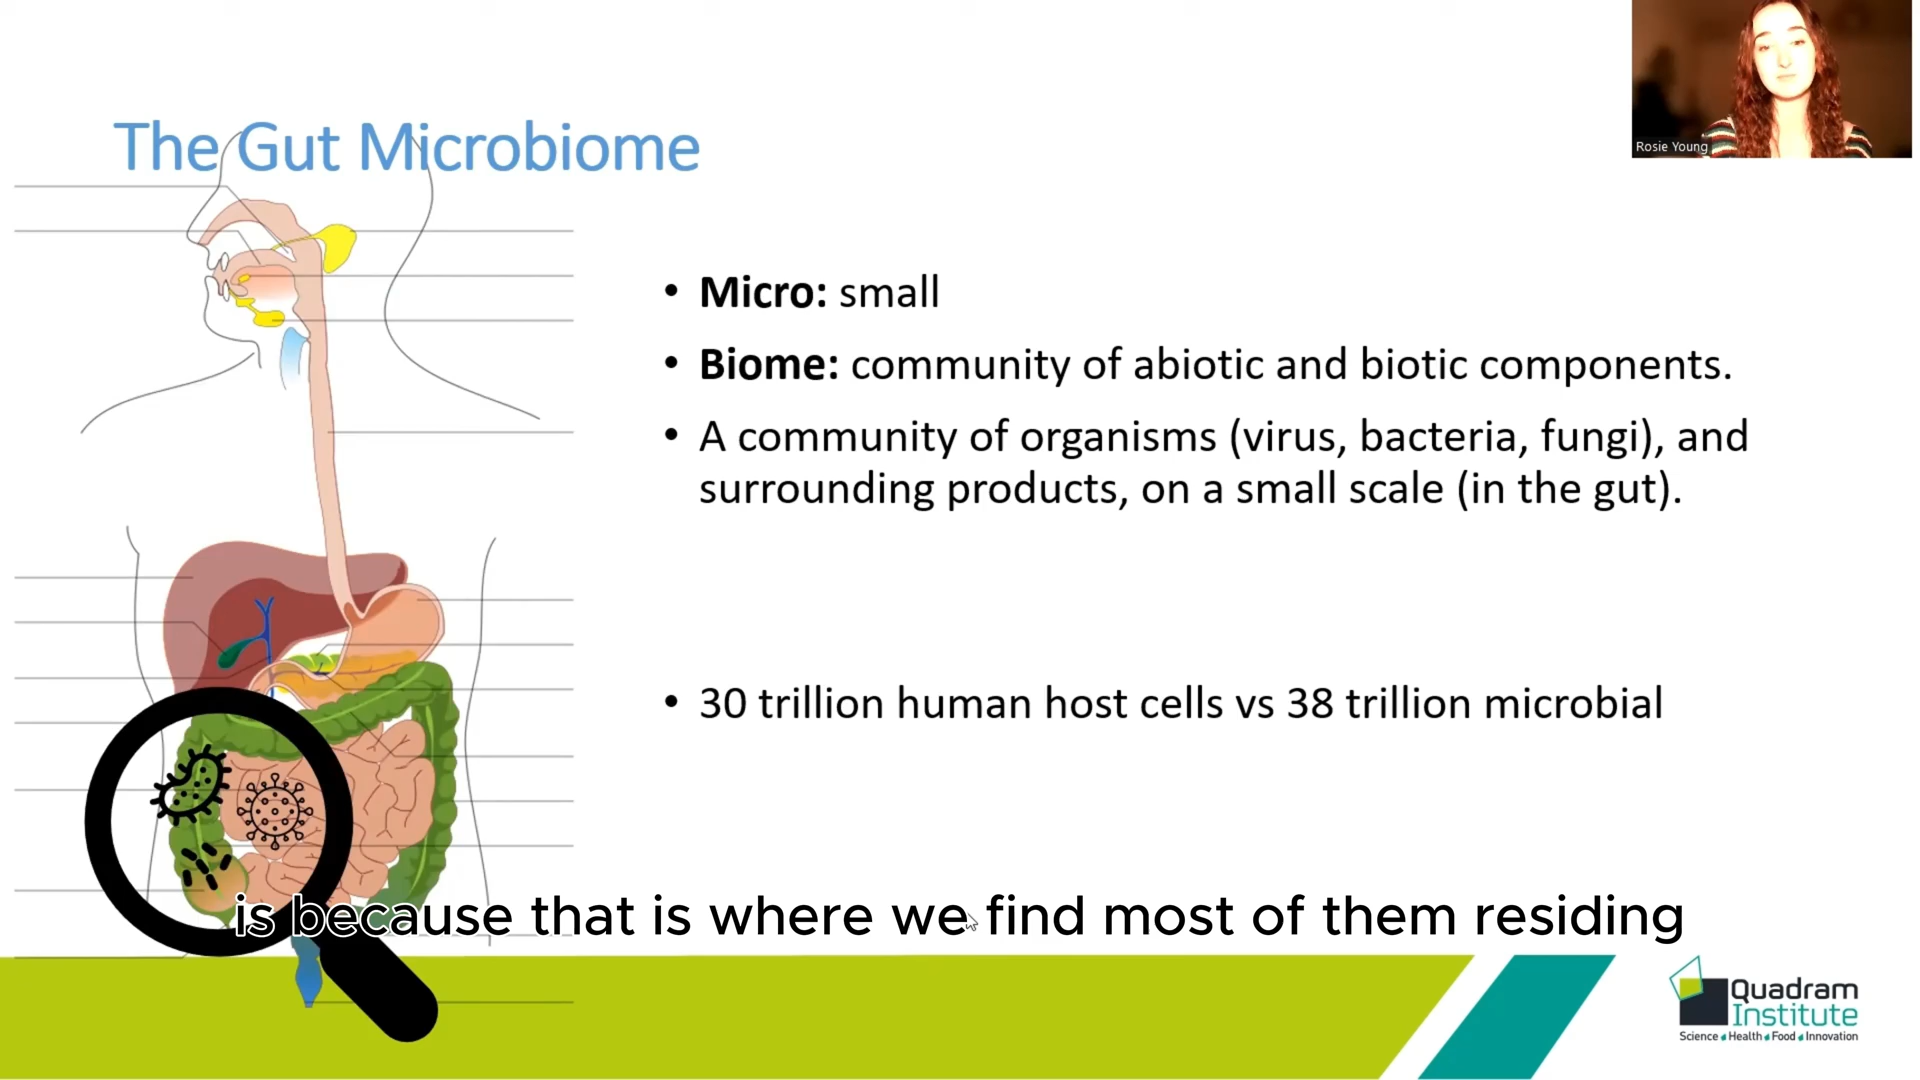 The Gut Microbiome
Rosie Young
• Micro: small
• Biome: community of abiotic and biotic components.
• A community of organisms (virus, bacteria, fungi), and
surrounding products, on a small scale (in the gut).
• 30 trillion human host cells vs 38 trillion microbial
is because that is where we find most of them residing
Quadram
Institute
Science Health Food Innovation